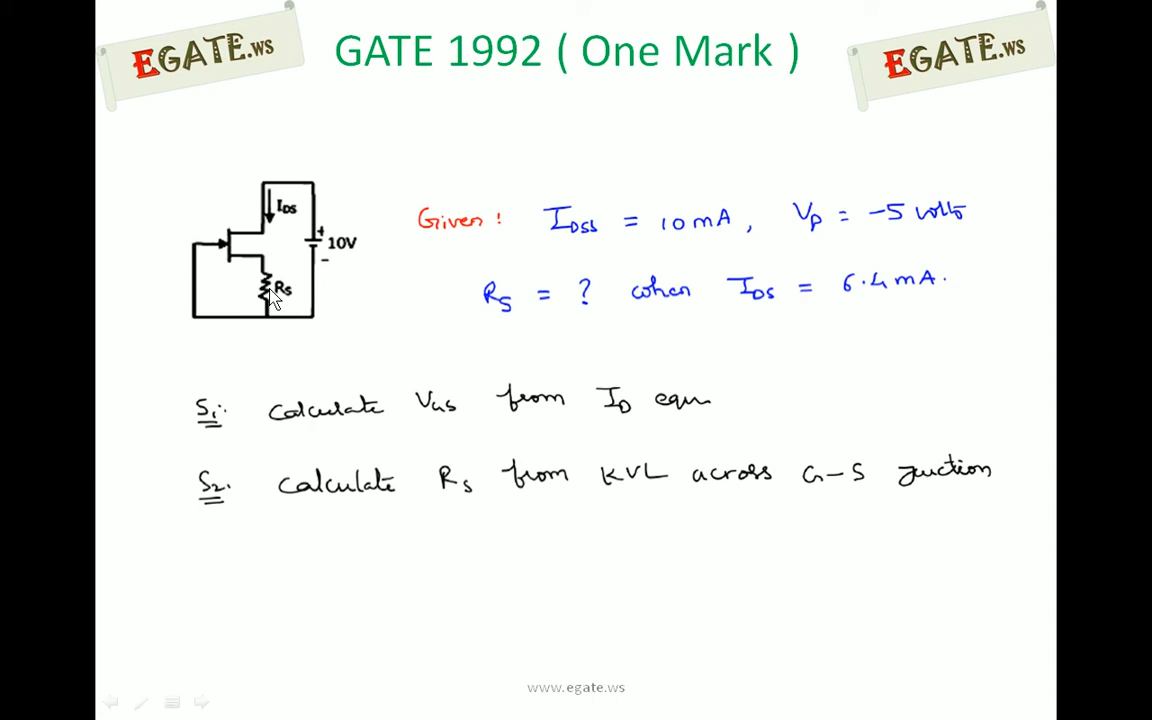 EGATE.ws
GATE 1992 ( One Mark )
EGATE.ws
IDS
+
10V
-
RS
Given : IDSS = 10 mA, Vp = -5 volts
RS = ? when IDS = 6.4 mA.
S1:. Calculate VGS from ID equn
S2. Calculate RS from KVL across G-S juction
www.egate.ws